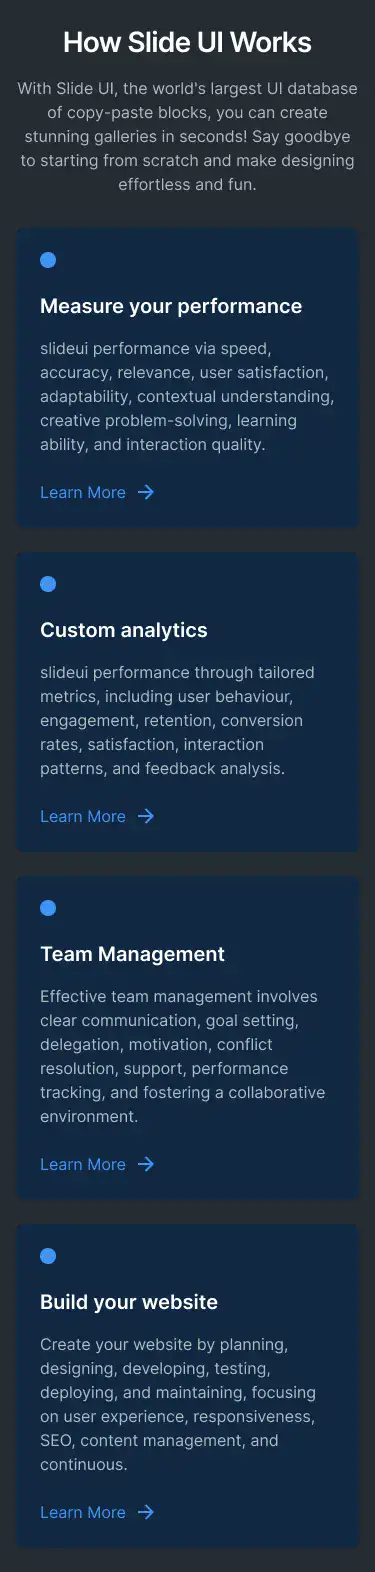 How Slide UI Works
With Slide UI, the world's largest UI database
of copy-paste blocks, you can create
stunning galleries in seconds! Say goodbye
to starting from scratch and make designing
effortless and fun.
Measure your performance
slideui performance via speed,
accuracy, relevance, user satisfaction,
adaptability, contextual understanding,
creative problem-solving, learning
ability, and interaction quality.
Learn More
Custom analytics
slideui performance through tailored
metrics, including user behaviour,
engagement, retention, conversion
rates, satisfaction, interaction
patterns, and feedback analysis.
Learn More
Team Management
Effective team management involves
clear communication, goal setting,
delegation, motivation, conflict
resolution, support, performance
tracking, and fostering a collaborative
environment.
Learn More
Build your website
Create your website by planning,
designing, developing, testing,
deploying, and maintaining, focusing
on user experience, responsiveness,
SEO, content management, and
continuous.
Learn More